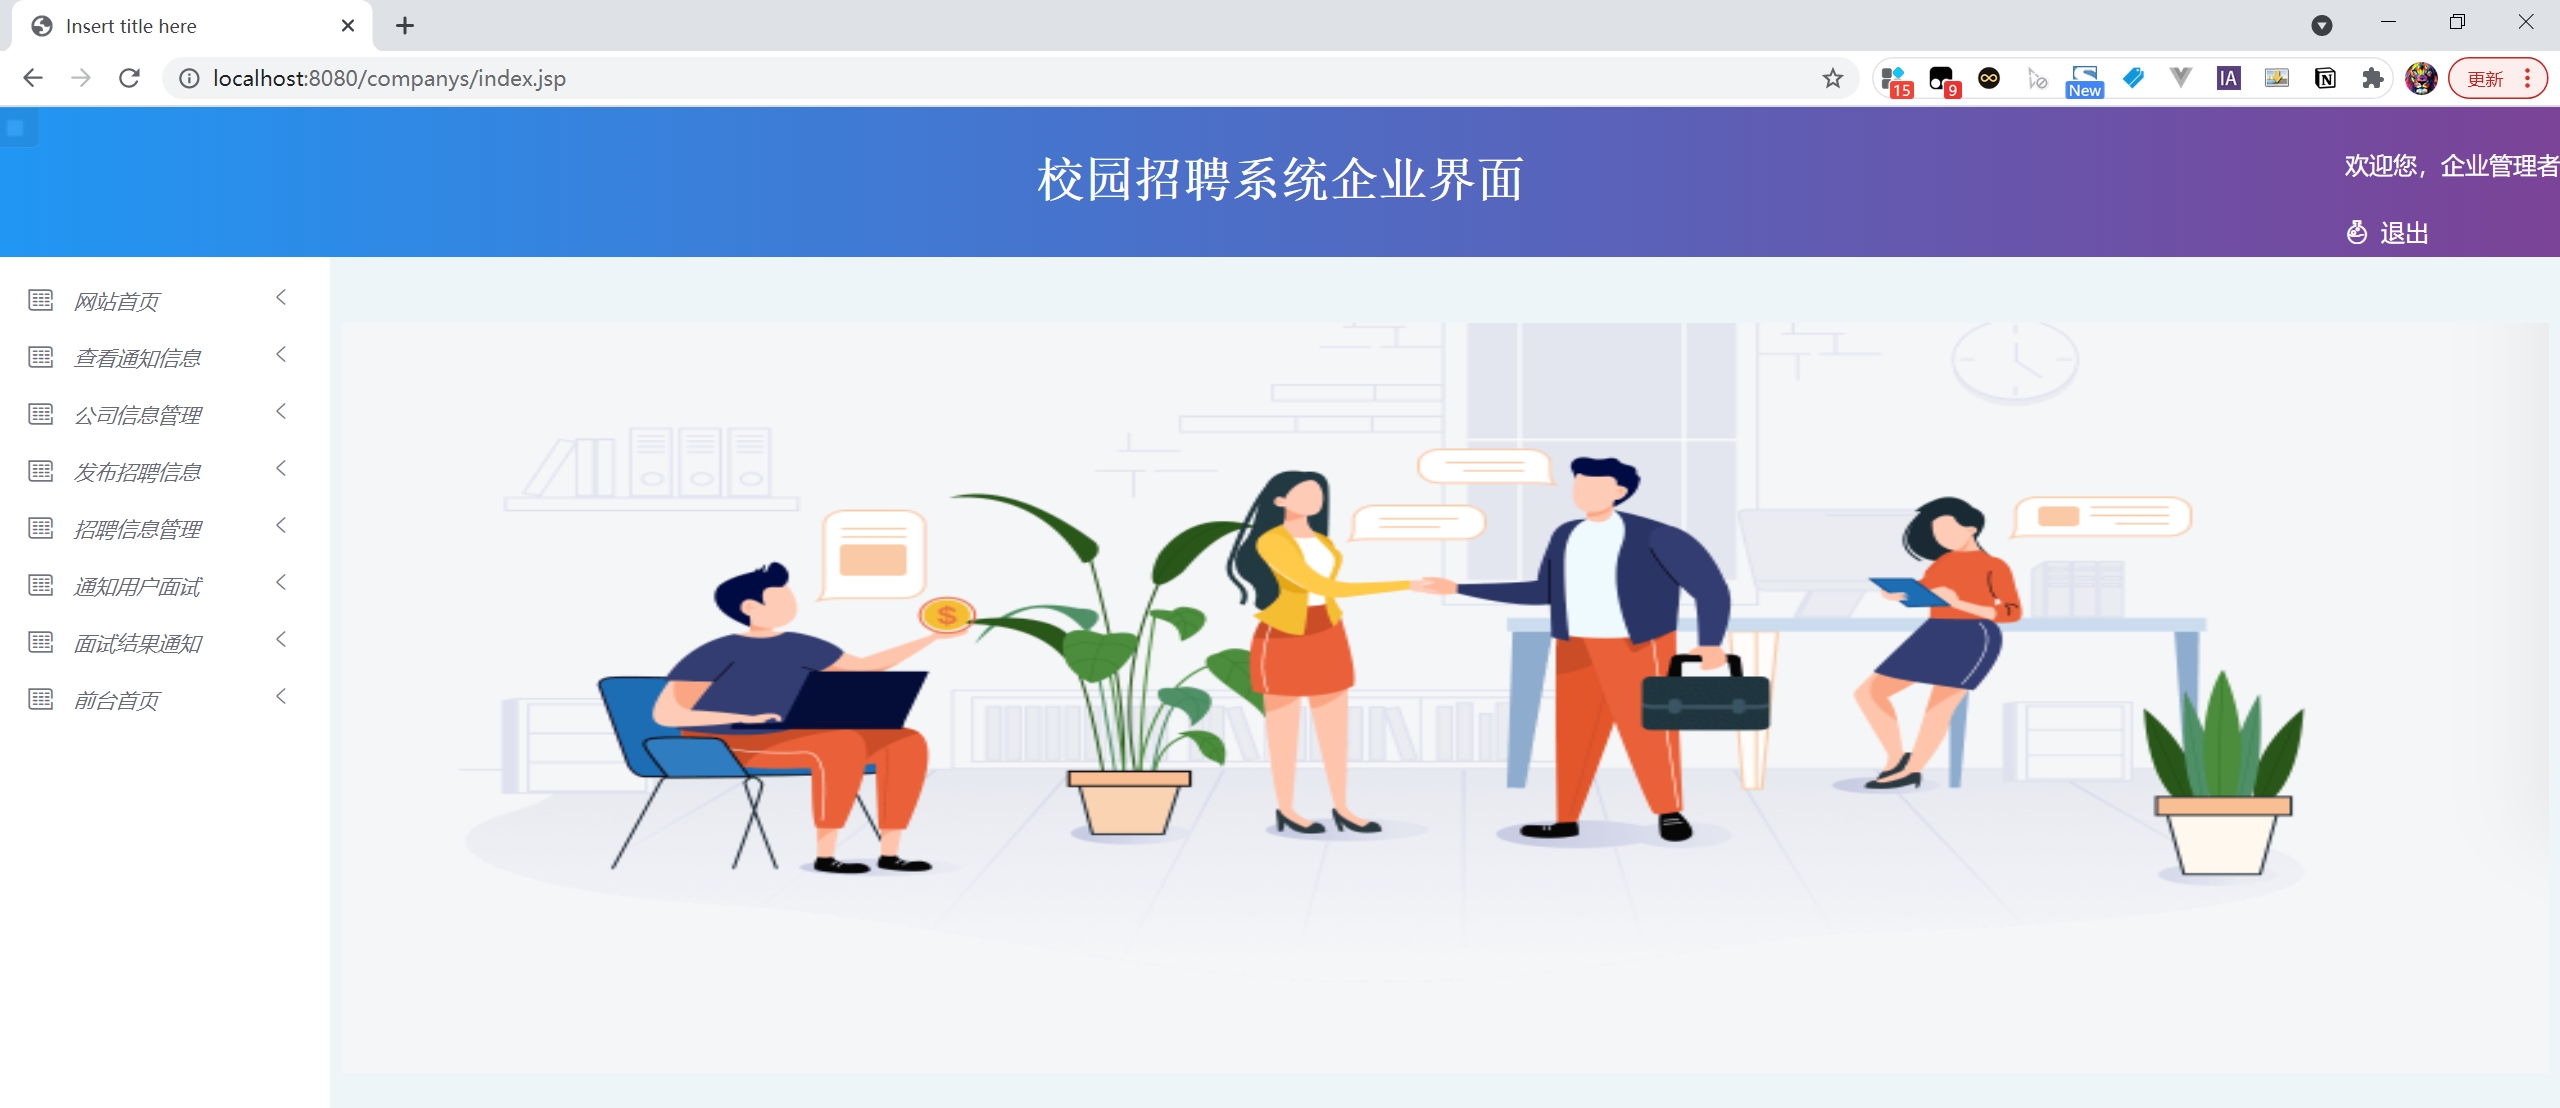 Insert title here
localhost:8080/companys/index.jsp
15
9
New
IA
N
更新
校园招聘系统企业界面
欢迎您，企业管理者
退出
网站首页
查看通知信息
公司信息管理
发布招聘信息
招聘信息管理
通知用户面试
面试结果通知
前台首页
$